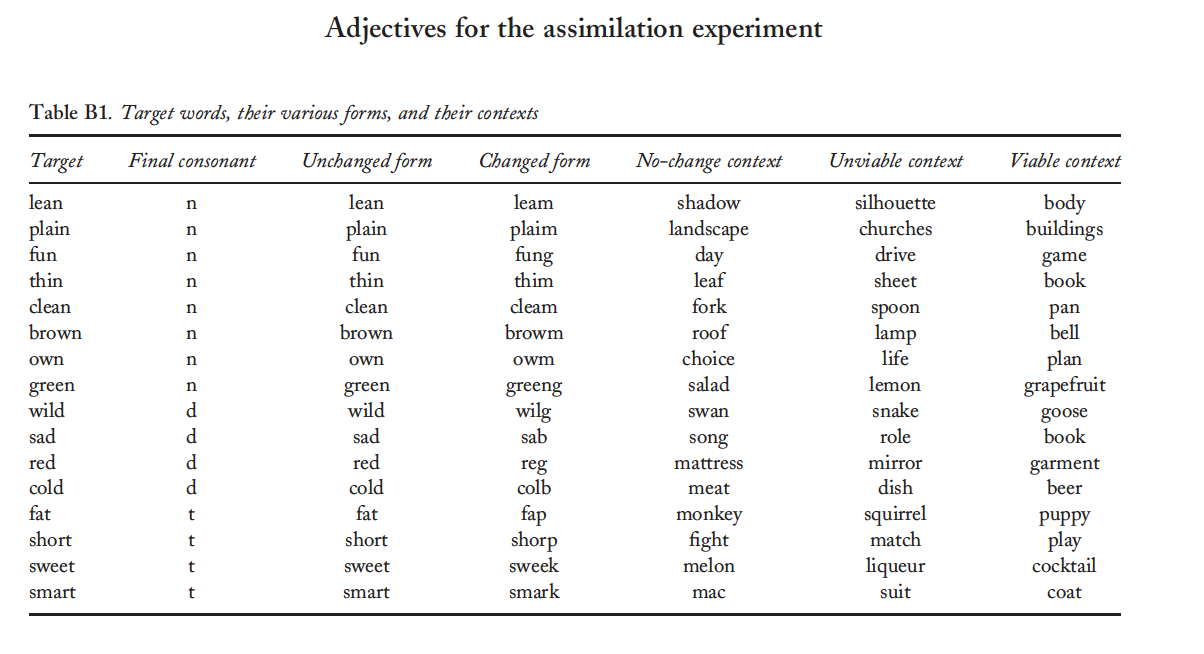 Adjectives for the assimilation experiment
Table B1. Target words, their various forms, and their contexts
Target Final consonant Unchanged form Changed form No-change context Unviable context Viable context
lean n lean leam shadow silhouette body
plain n plain plaim landscape churches buildings
fun n fun fung day drive game
thin n thin thim leaf sheet book
clean n clean cleam fork spoon pan
brown n brown browm roof lamp bell
own n own owm choice life plan
green n green greeng salad lemon grapefruit
wild d wild wilg swan snake goose
sad d sad sab song role book
red d red reg mattress mirror garment
cold d cold colb meat dish beer
fat t fat fap monkey squirrel puppy
short t short shorp fight match play
sweet t sweet sweek melon liqueur cocktail
smart t smart smark mac suit coat